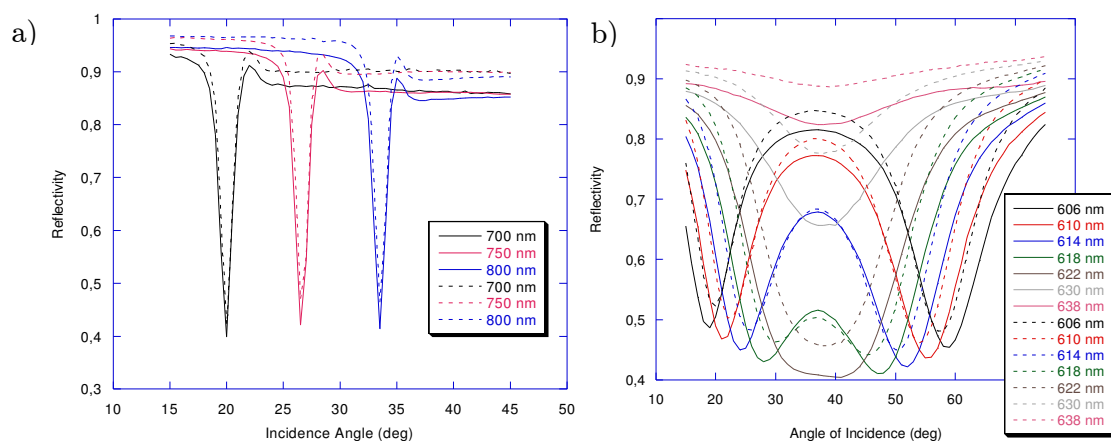 a)
Reflectivity
1
0,9
0,8
0,7
0,6
0,5
0,4
0,3
10 15 20 25 30 35 40 45 50
Incidence Angle (deg)
700 nm
750 nm
800 nm
700 nm
750 nm
800 nm
b)
Reflectivity
0,9
0,8
0,7
0,6
0,5
0,4
10 20 30 40 50 60
Angle of Incidence (deg)
606 nm
610 nm
614 nm
618 nm
622 nm
630 nm
638 nm
606 nm
610 nm
614 nm
618 nm
622 nm
630 nm
638 nm